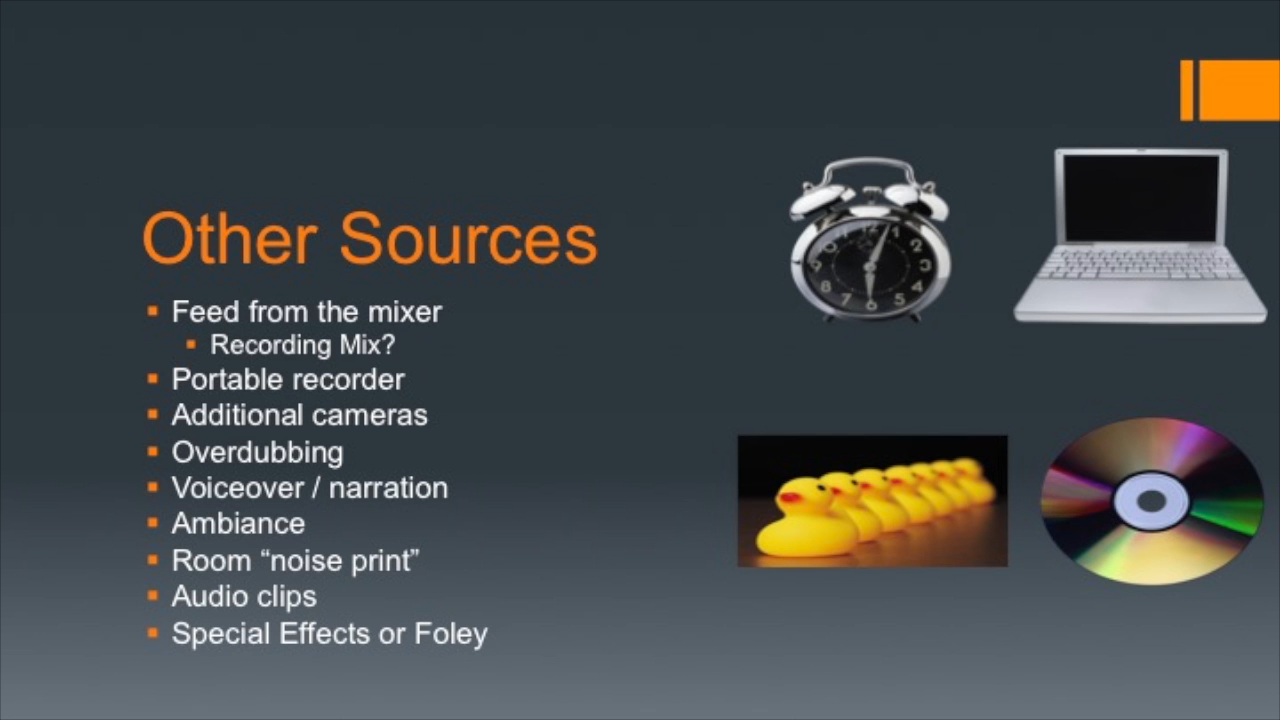 Other Sources
Feed from the mixer
Recording Mix?
Portable recorder
Additional cameras
Overdubbing
Voiceover / narration
Ambiance
Room “noise print”
Audio clips
Special Effects or Foley